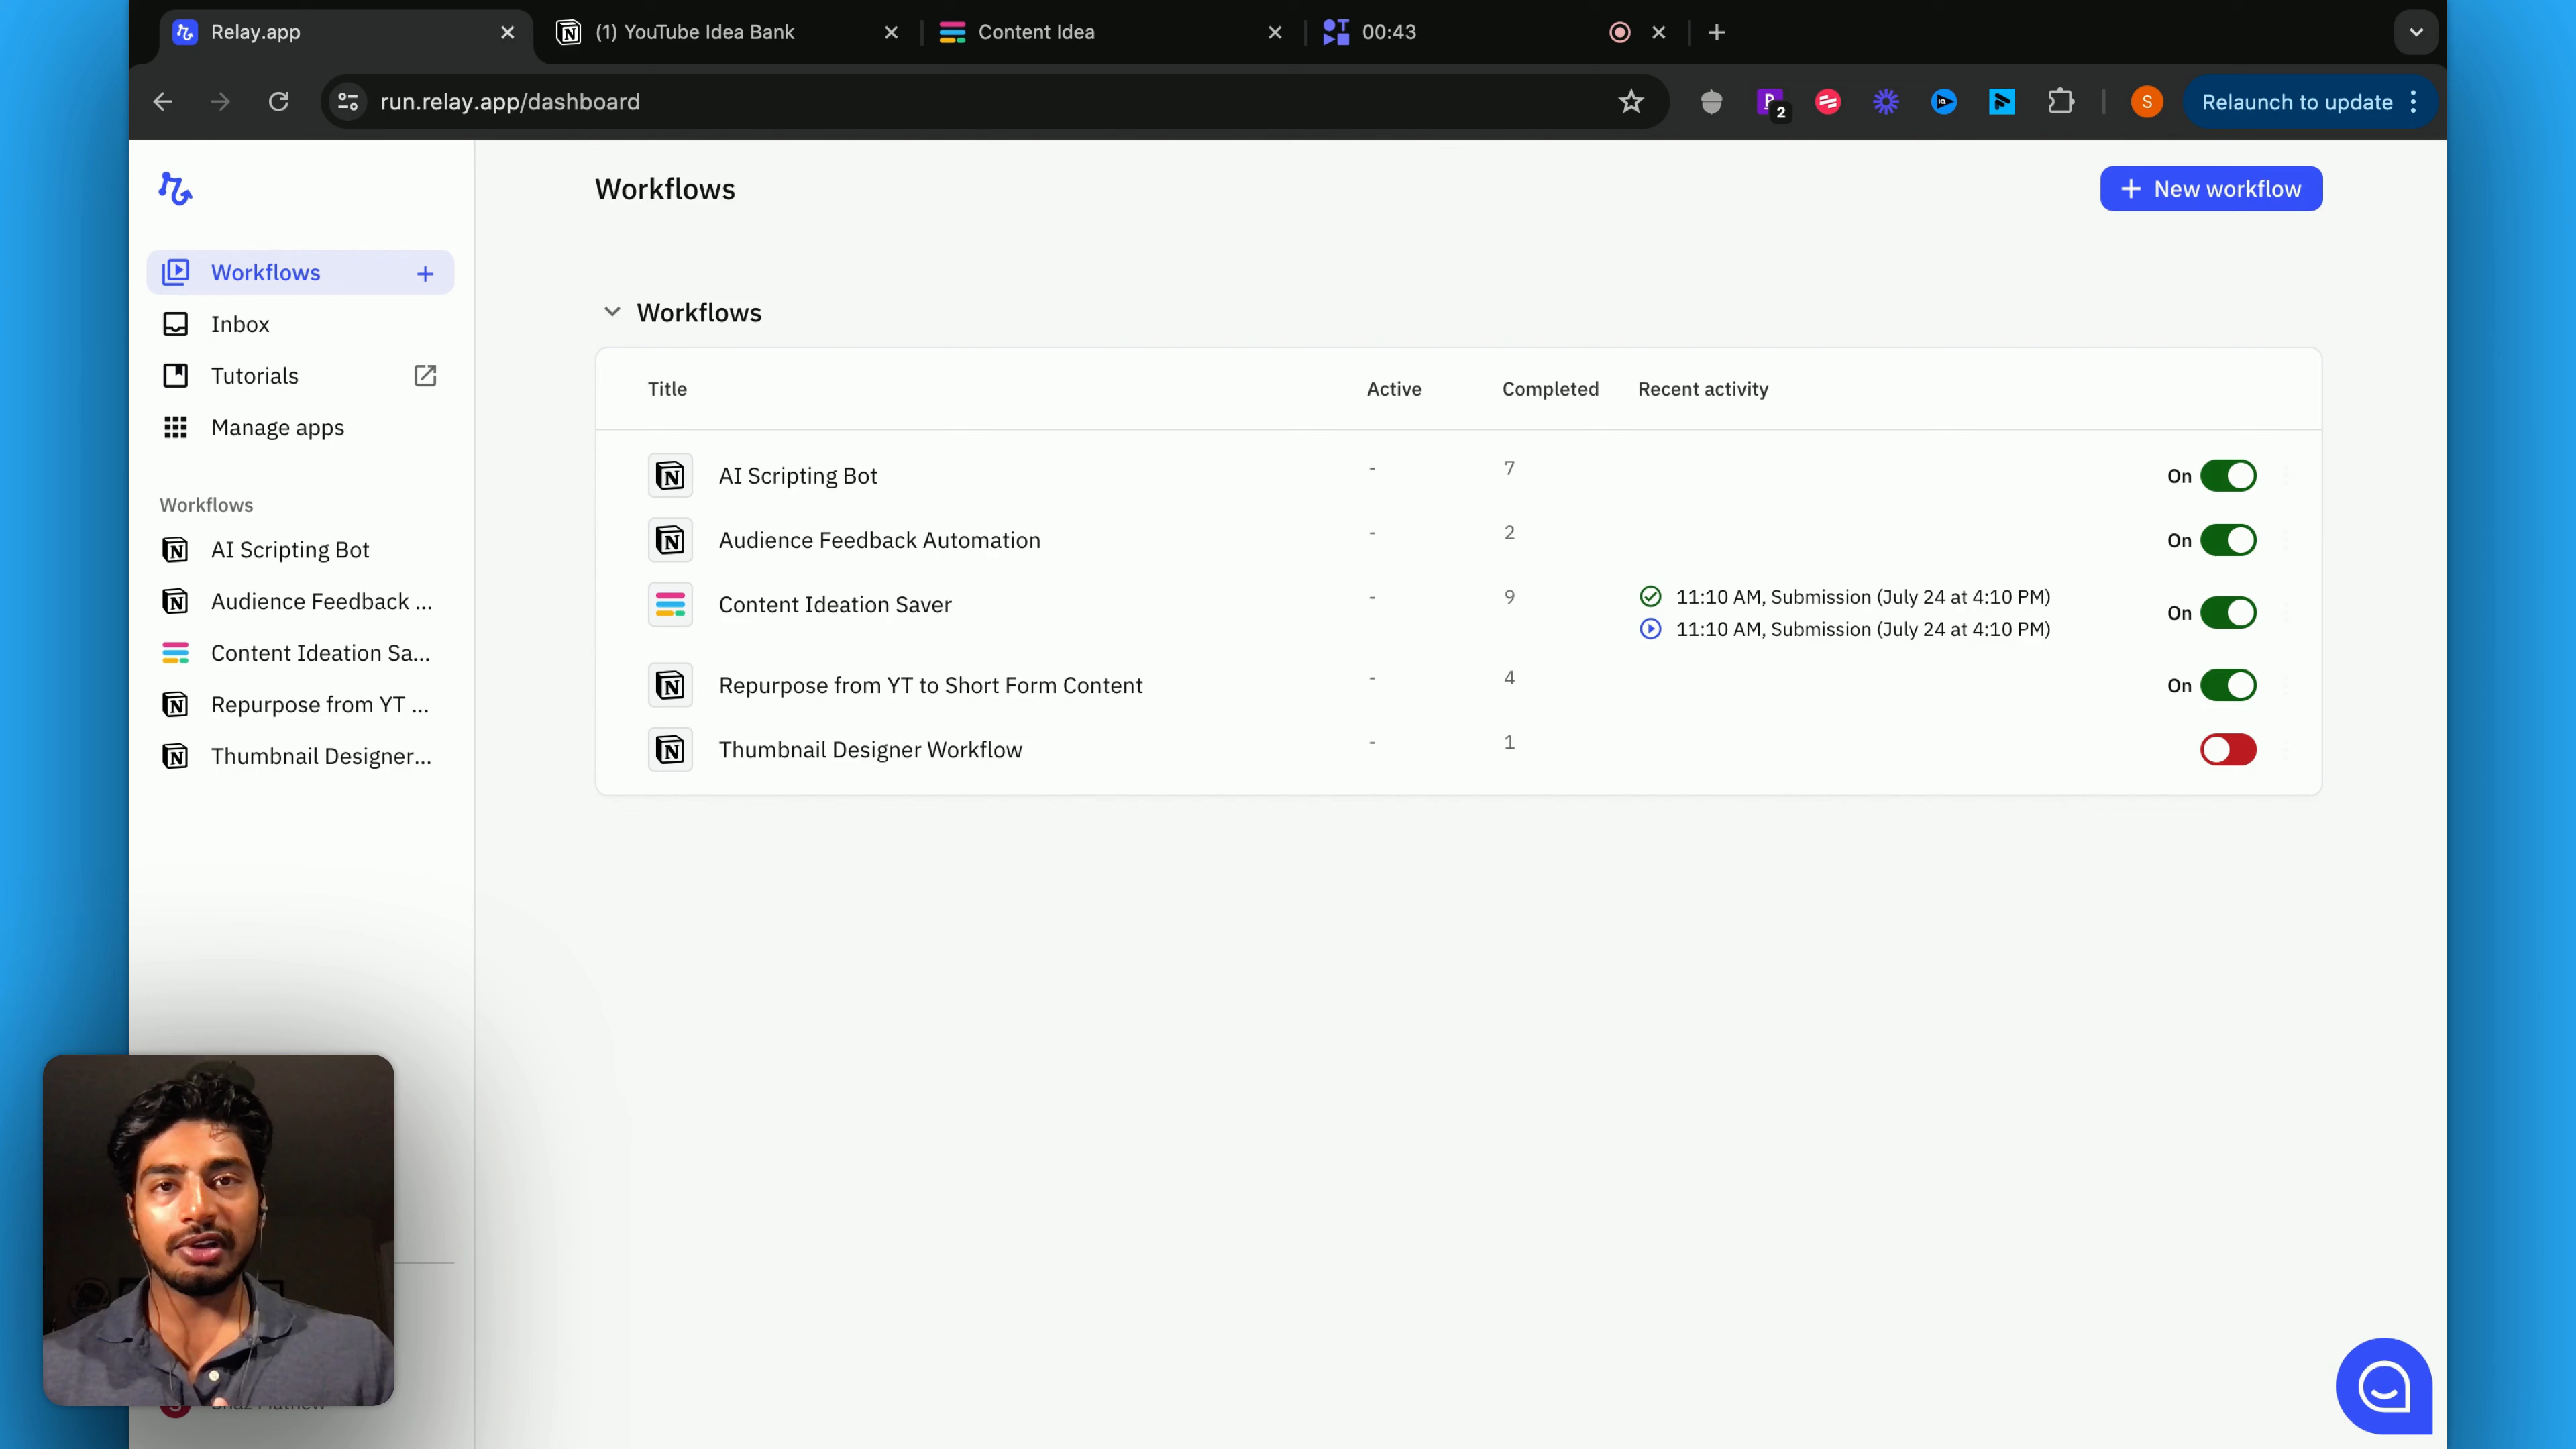 Relay.app
(1) YouTube Idea Bank
Content Idea
00:43
run.relay.app/dashboard
2
S
Relaunch to update
Workflows
New workflow
Workflows
Inbox
Tutorials
Manage apps
Workflows
AI Scripting Bot
Audience Feedback ...
Content Ideation Sa...
Repurpose from YT ...
Thumbnail Designer...
Workflows
Title Active Completed Recent activity
AI Scripting Bot - 7 On
Audience Feedback Automation - 2 On
Content Ideation Saver - 9 11:10 AM, Submission (July 24 at 4:10 PM) On
11:10 AM, Submission (July 24 at 4:10 PM)
Repurpose from YT to Short Form Content - 4 On
Thumbnail Designer Workflow - 1